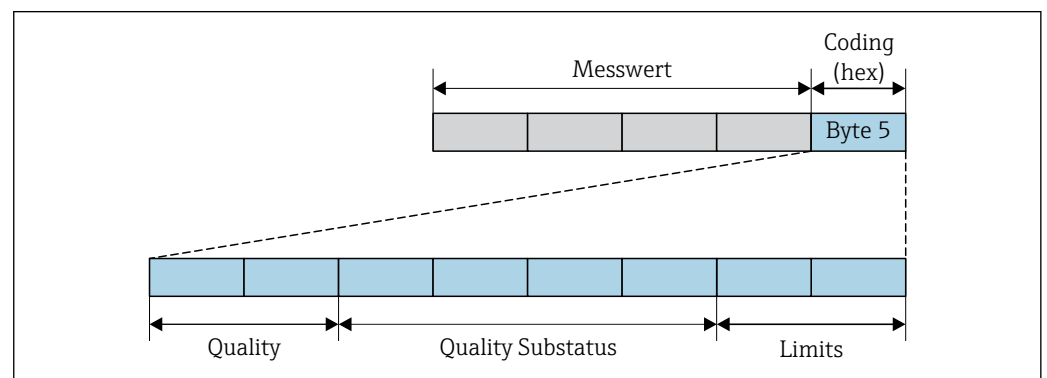 Coding
(hex)
Messwert
Byte 5
Quality
Quality Substatus
Limits